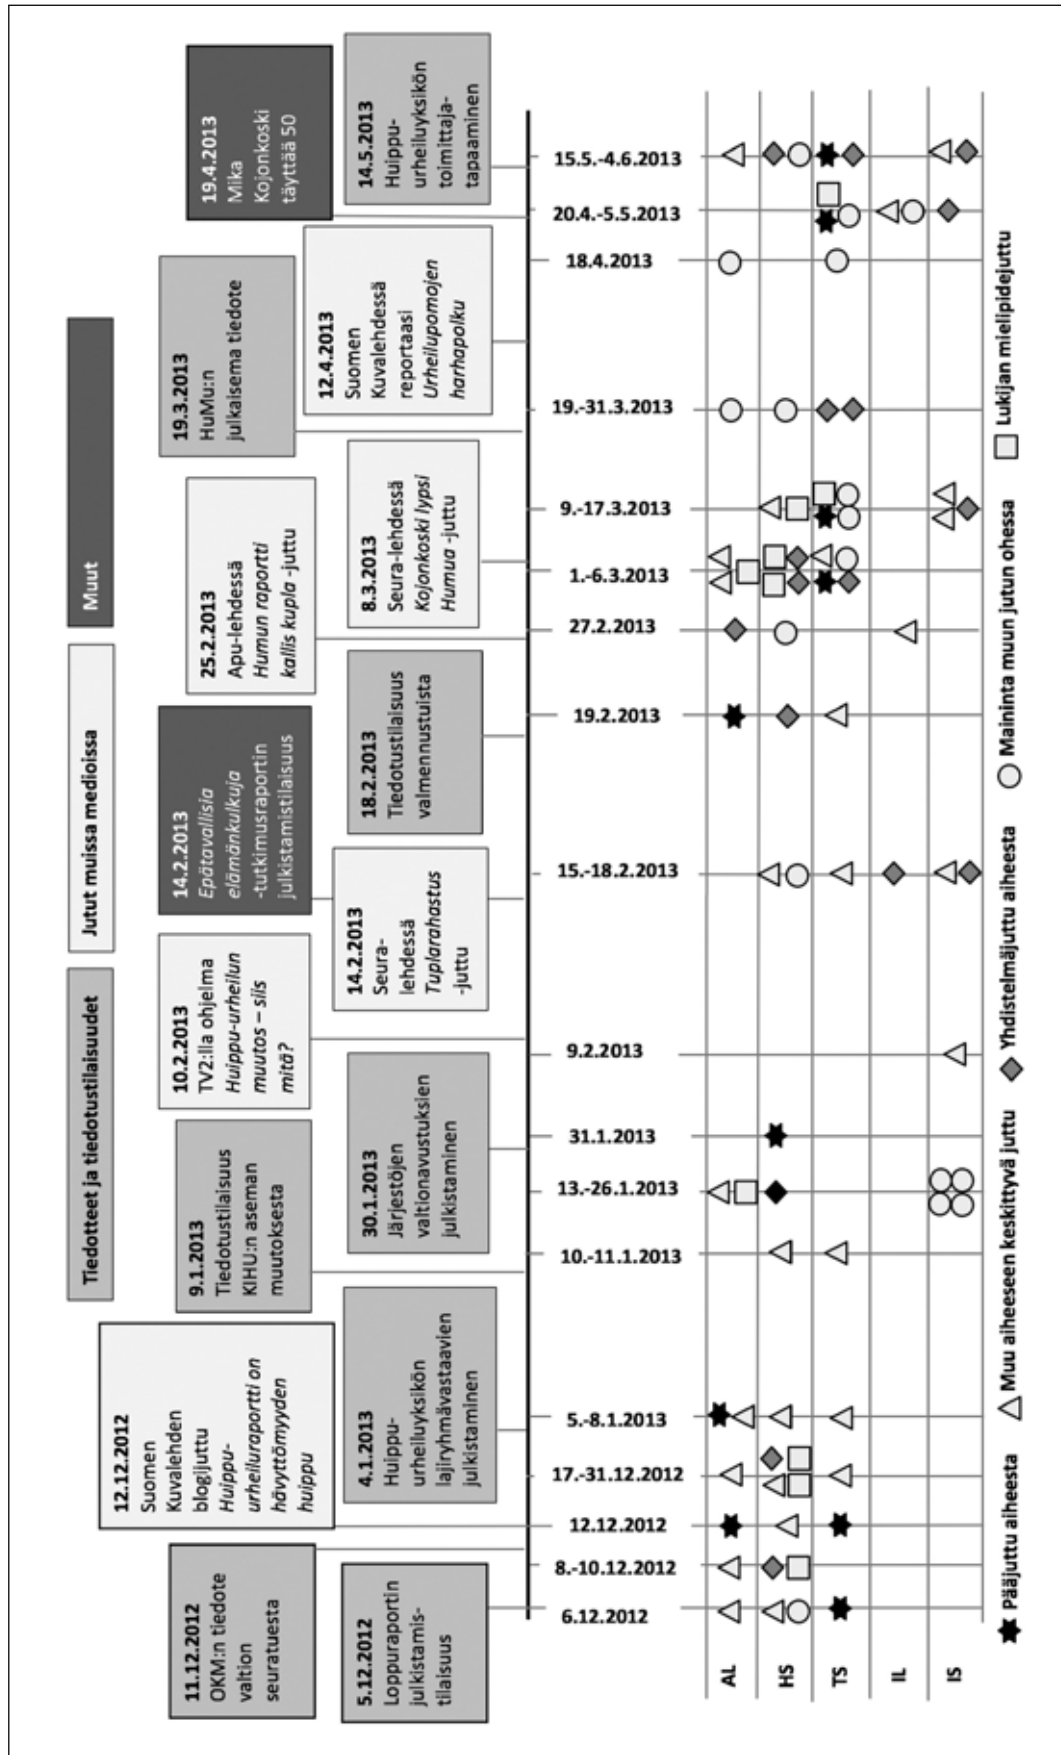 Tiedotteet ja tiedotustilaisuudet
Jutut muissa medioissa
Muut
11.12.2012
OKM:n tiedote
valtion
seuratuesta
5.12.2012
Loppuraportin
julkistamis-
tilaisuus
12.12.2012
Suomen
Kuvalehden
blogijuttu
Huippu-
urheiluraportti on
hävyttömyyden
huippu
4.1.2013
Huippu-
urheiluyksikön
lajiryhmävastaavien
julkistaminen
9.1.2013
Tiedotustilaisuus
KIHU:n aseman
muutoksesta
30.1.2013
Järjestöjen
valtionavustuksien
julkistaminen
10.2.2013
TV2:lla ohjelma
Huippu-urheilun
muutos – siis
mitä?
14.2.2013
Seura-
lehdessä
Tuplarahastus
-juttu
14.2.2013
Epätavallisia
elämänkulkuja
-tutkimusraportin
julkistamistilaisuus
18.2.2013
Tiedotustilaisuus
valmennustuista
25.2.2013
Apu-lehdessä
Humun raportti
kallis kupla -juttu
8.3.2013
Seura-lehdessä
Kojonkoski lypsi
Humua -juttu
19.3.2013
HuMu:n
julkaisema tiedote
12.4.2013
Suomen
Kuvalehdessä
reportaasi
Urheilupomojen
harhapolku
19.4.2013
Mika
Kojonkoski
täyttää 50
14.5.2013
Huippu-
urheiluyksikön
toimittaja-
tapaaminen
6.12.2012
8.-10.12.2012
12.12.2012
17.-31.12.2012
5.-8.1.2013
10.-11.1.2013
13.-26.1.2013
31.1.2013
9.2.2013
15.-18.2.2013
19.2.2013
27.2.2013
1.-6.3.2013
9.-17.3.2013
19.-31.3.2013
18.4.2013
20.4.-5.5.2013
15.5.-4.6.2013
AL
HS
TS
IL
IS
Pääjuttu aiheesta
Muu aiheeseen keskittyvä juttu
Yhdistelmäjuttu aiheesta
Maininta muun jutun ohessa
Lukijan mielipidejuttu